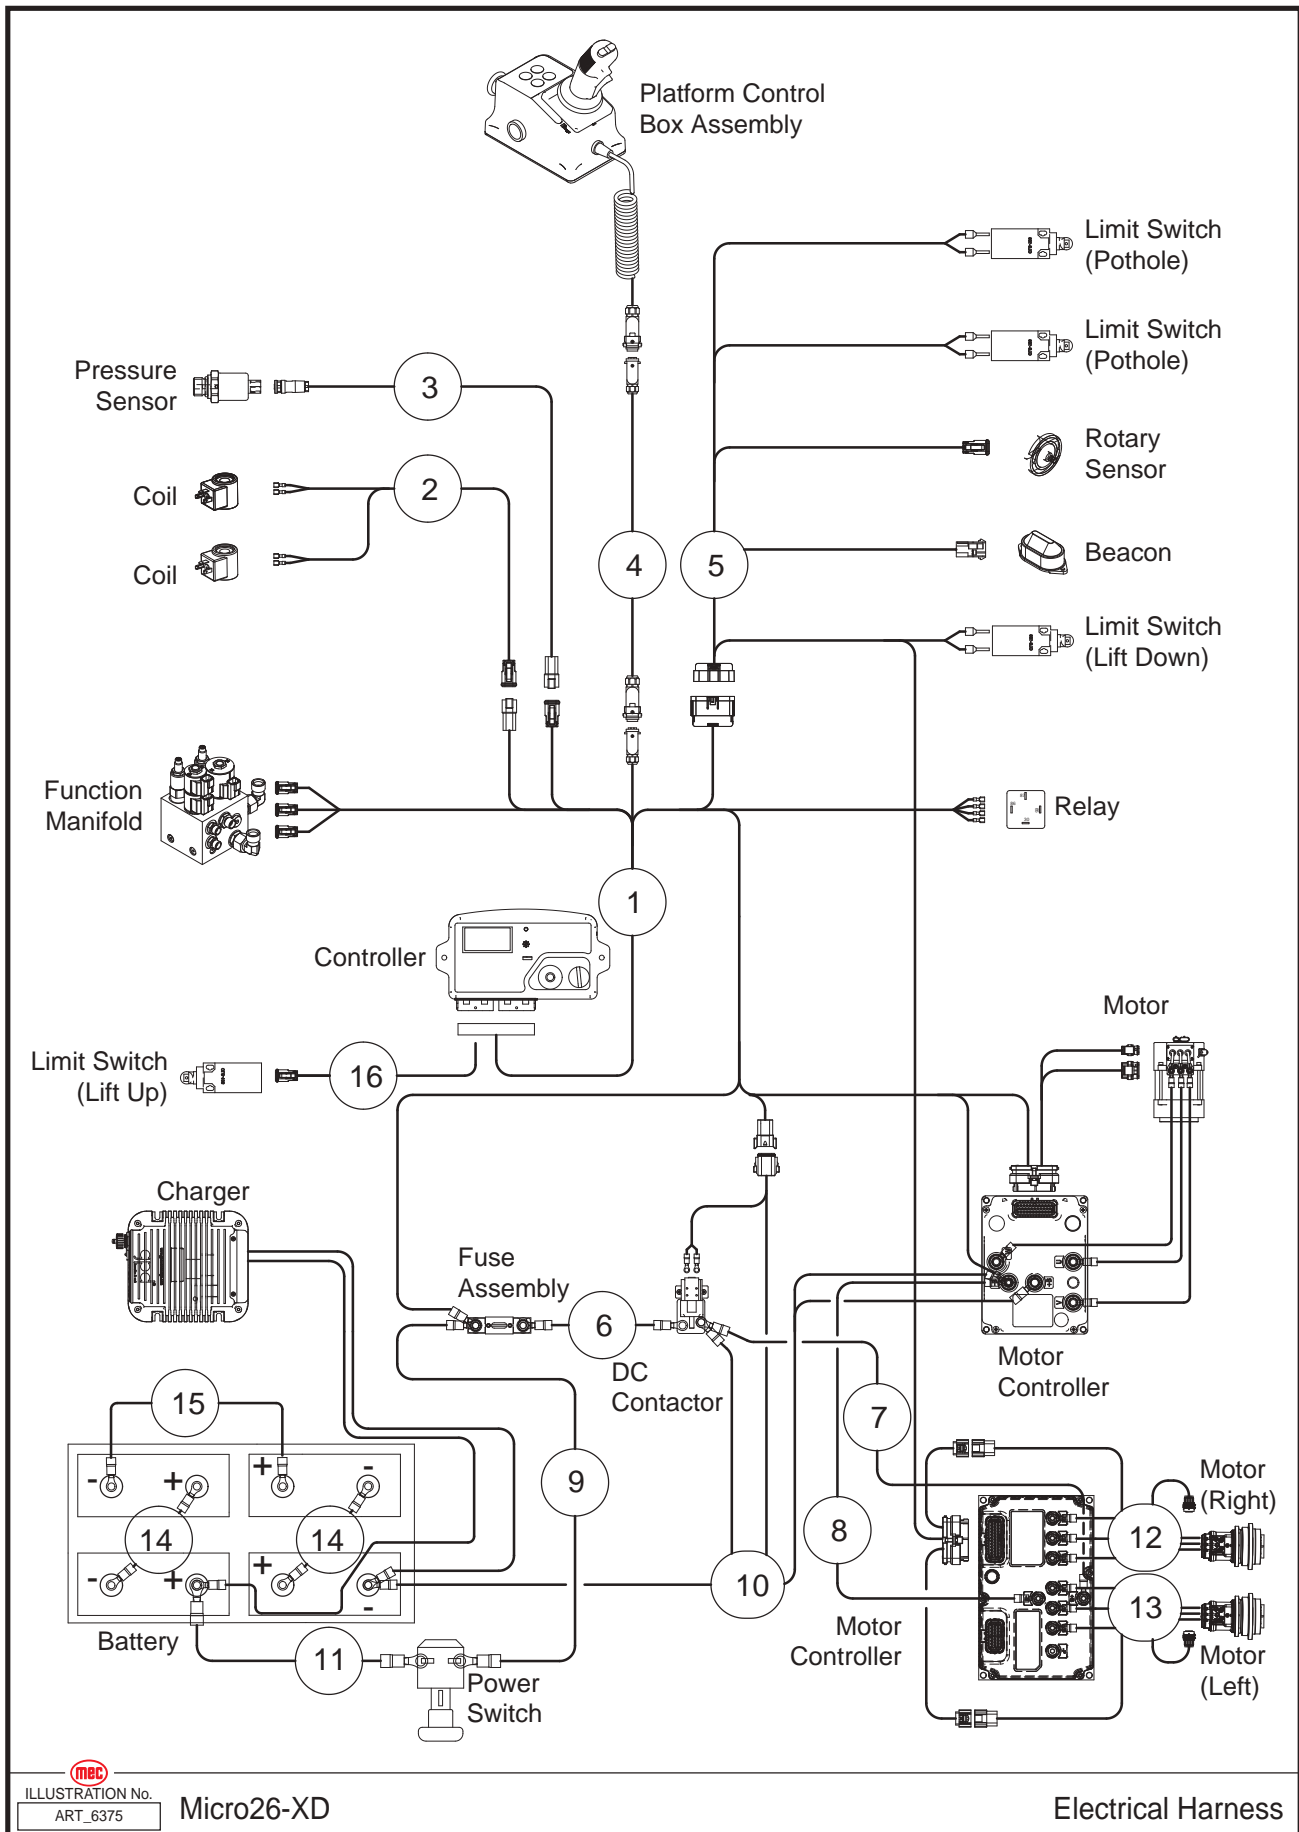 Platform Control
Box Assembly
Limit Switch
(Pothole)
Limit Switch
(Pothole)
Pressure
Sensor
3
Rotary
Sensor
Coil
2
Coil
4
5
Beacon
Limit Switch
(Lift Down)
Function
Manifold
Relay
30
1
Controller
Motor
Limit Switch
(Lift Up)
16
Charger
Fuse
Assembly
6
DC
Contactor
Motor
Controller
7
15
- + + -
9
Motor
(Right)
14
14
8
12
- + + -
10
13
Battery
11
Motor
Controller
Power
Switch
Motor
(Left)
mec
ILLUSTRATION No.
ART_6375
Micro26-XD
Electrical Harness